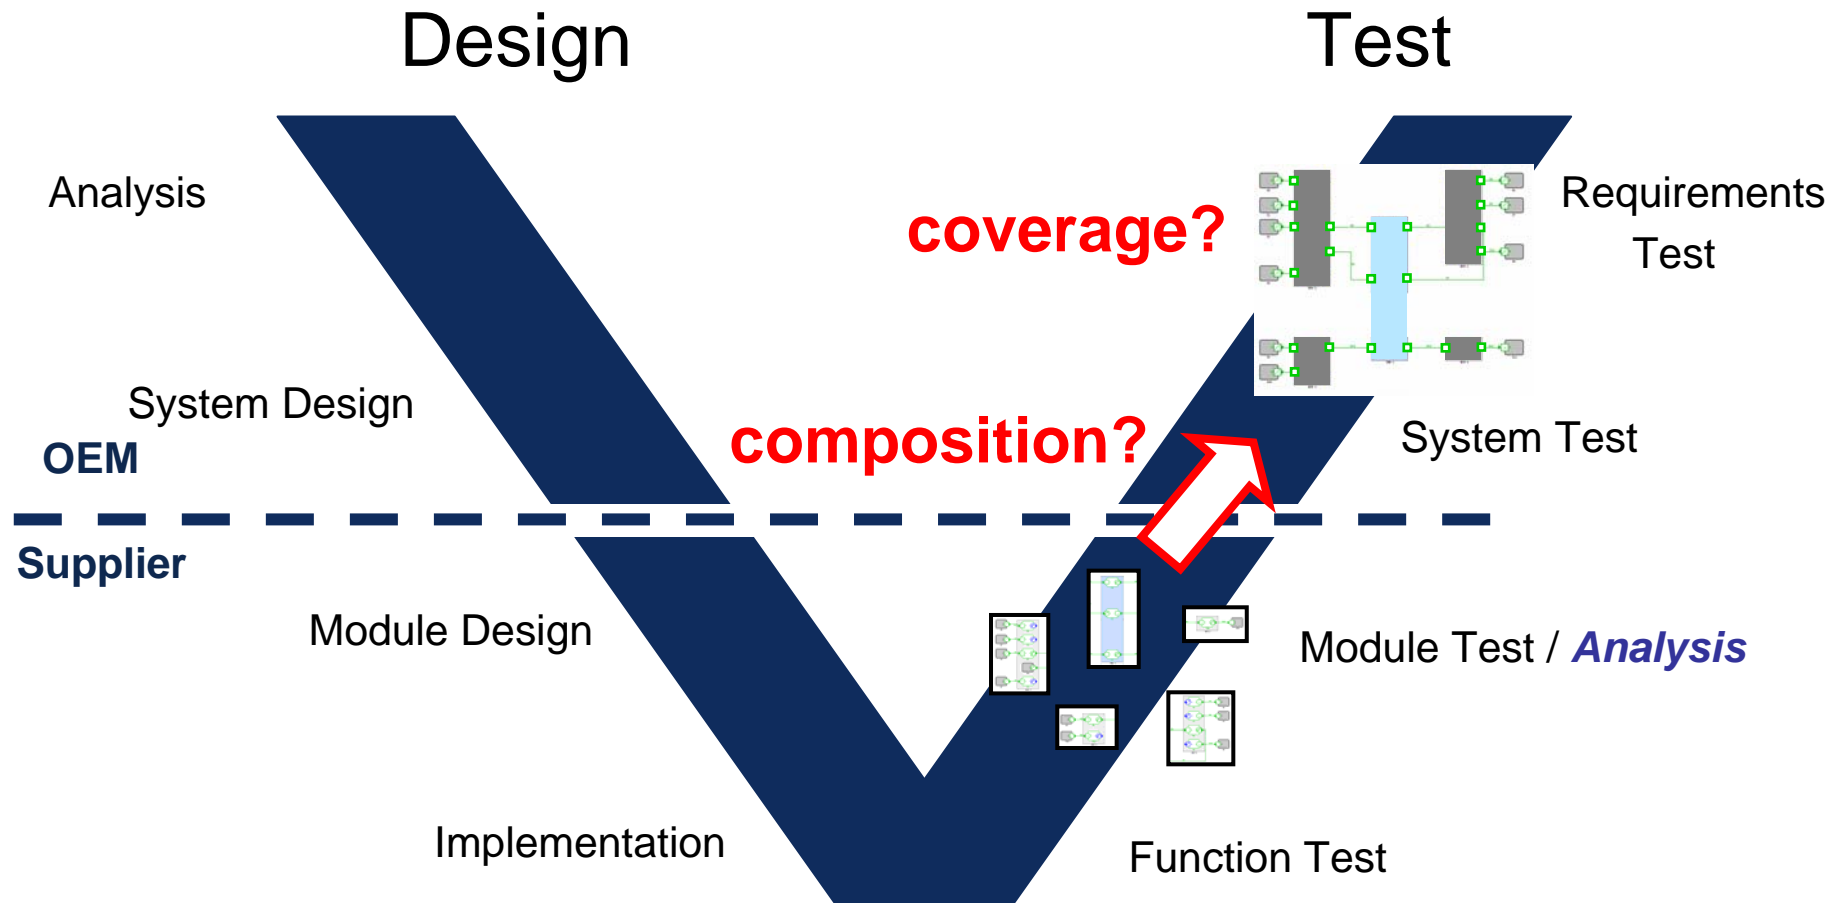 Design
Test
Analysis
coverage?
Requirements
Test
System Design
composition?
System Test
OEM
Supplier
Module Design
Module Test / Analysis
Implementation
Function Test